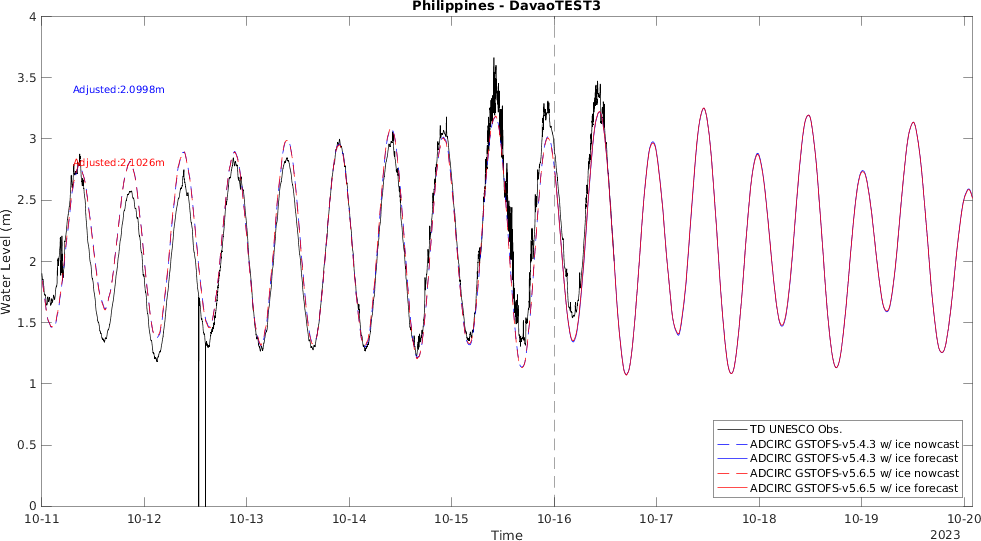 Philippines - DavaoTEST3
Water Level (m)
4
3.5
3
2.5
2
1.5
1
0.5
0
Adjusted:2.0998m
Adjusted:2.1026m
TD UNESCO Obs.
ADCIRC GSTOFS-v5.4.3 w/ ice nowcast
ADCIRC GSTOFS-v5.4.3 w/ ice forecast
ADCIRC GSTOFS-v5.6.5 w/ ice nowcast
ADCIRC GSTOFS-v5.6.5 w/ ice forecast
10-11 10-12 10-13 10-14 10-15 10-16 10-17 10-18 10-19 10-20
Time
2023